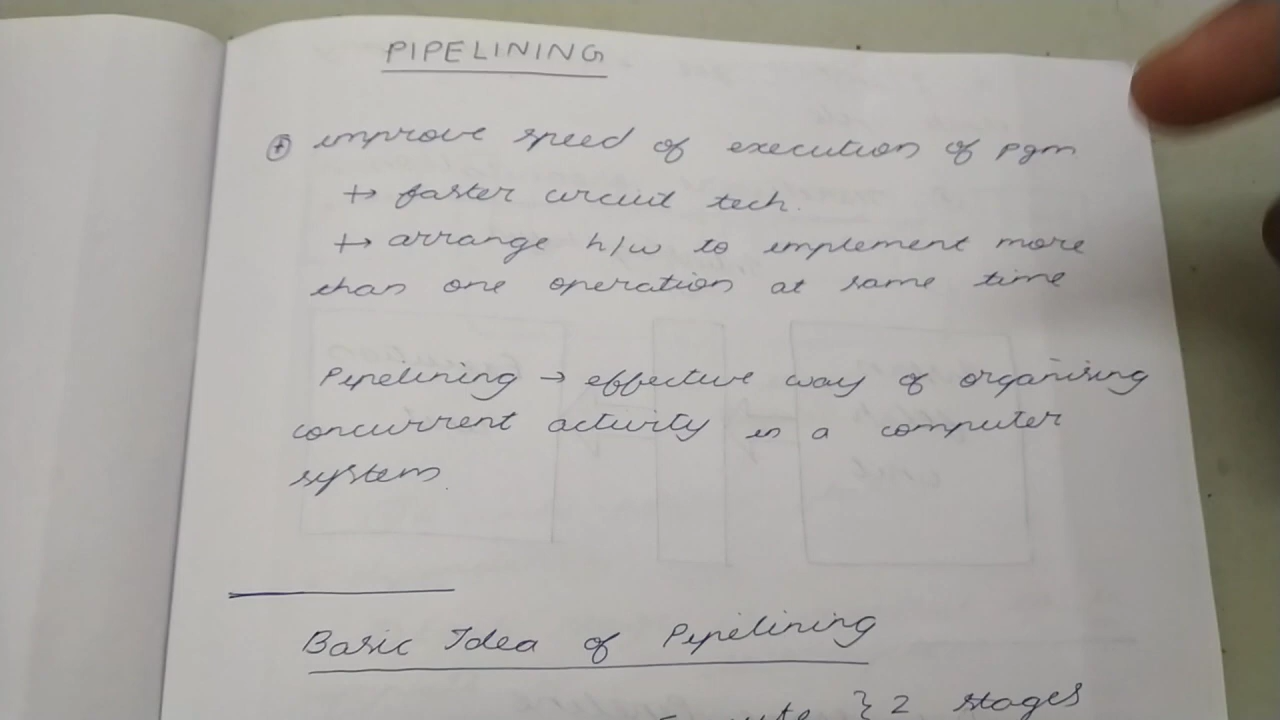 PIPELINING
⊕ improve speed of execution of pgm
↦ faster circuit tech.
↦ arrange h/w to implement more
than one operation at same time
Pipelining → effective way of organising
concurrent activity in a computer
system.
Basic Idea of Pipelining
} 2 stages